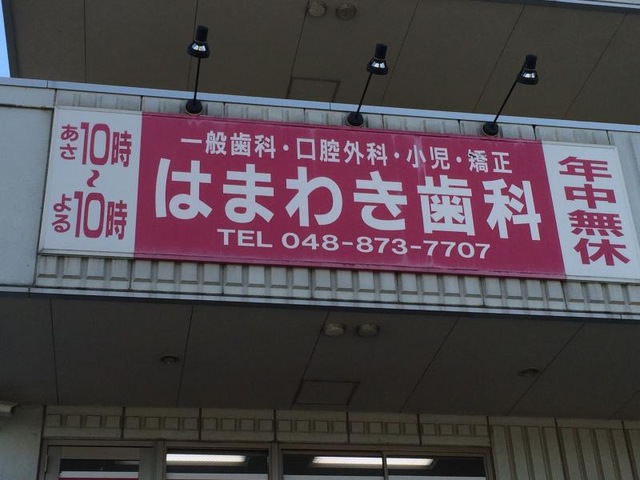 あさ10時
〜
よる10時
一般歯科・口腔外科・小児・矯正
はまわき歯科
TEL 048-873-7707
年中無休